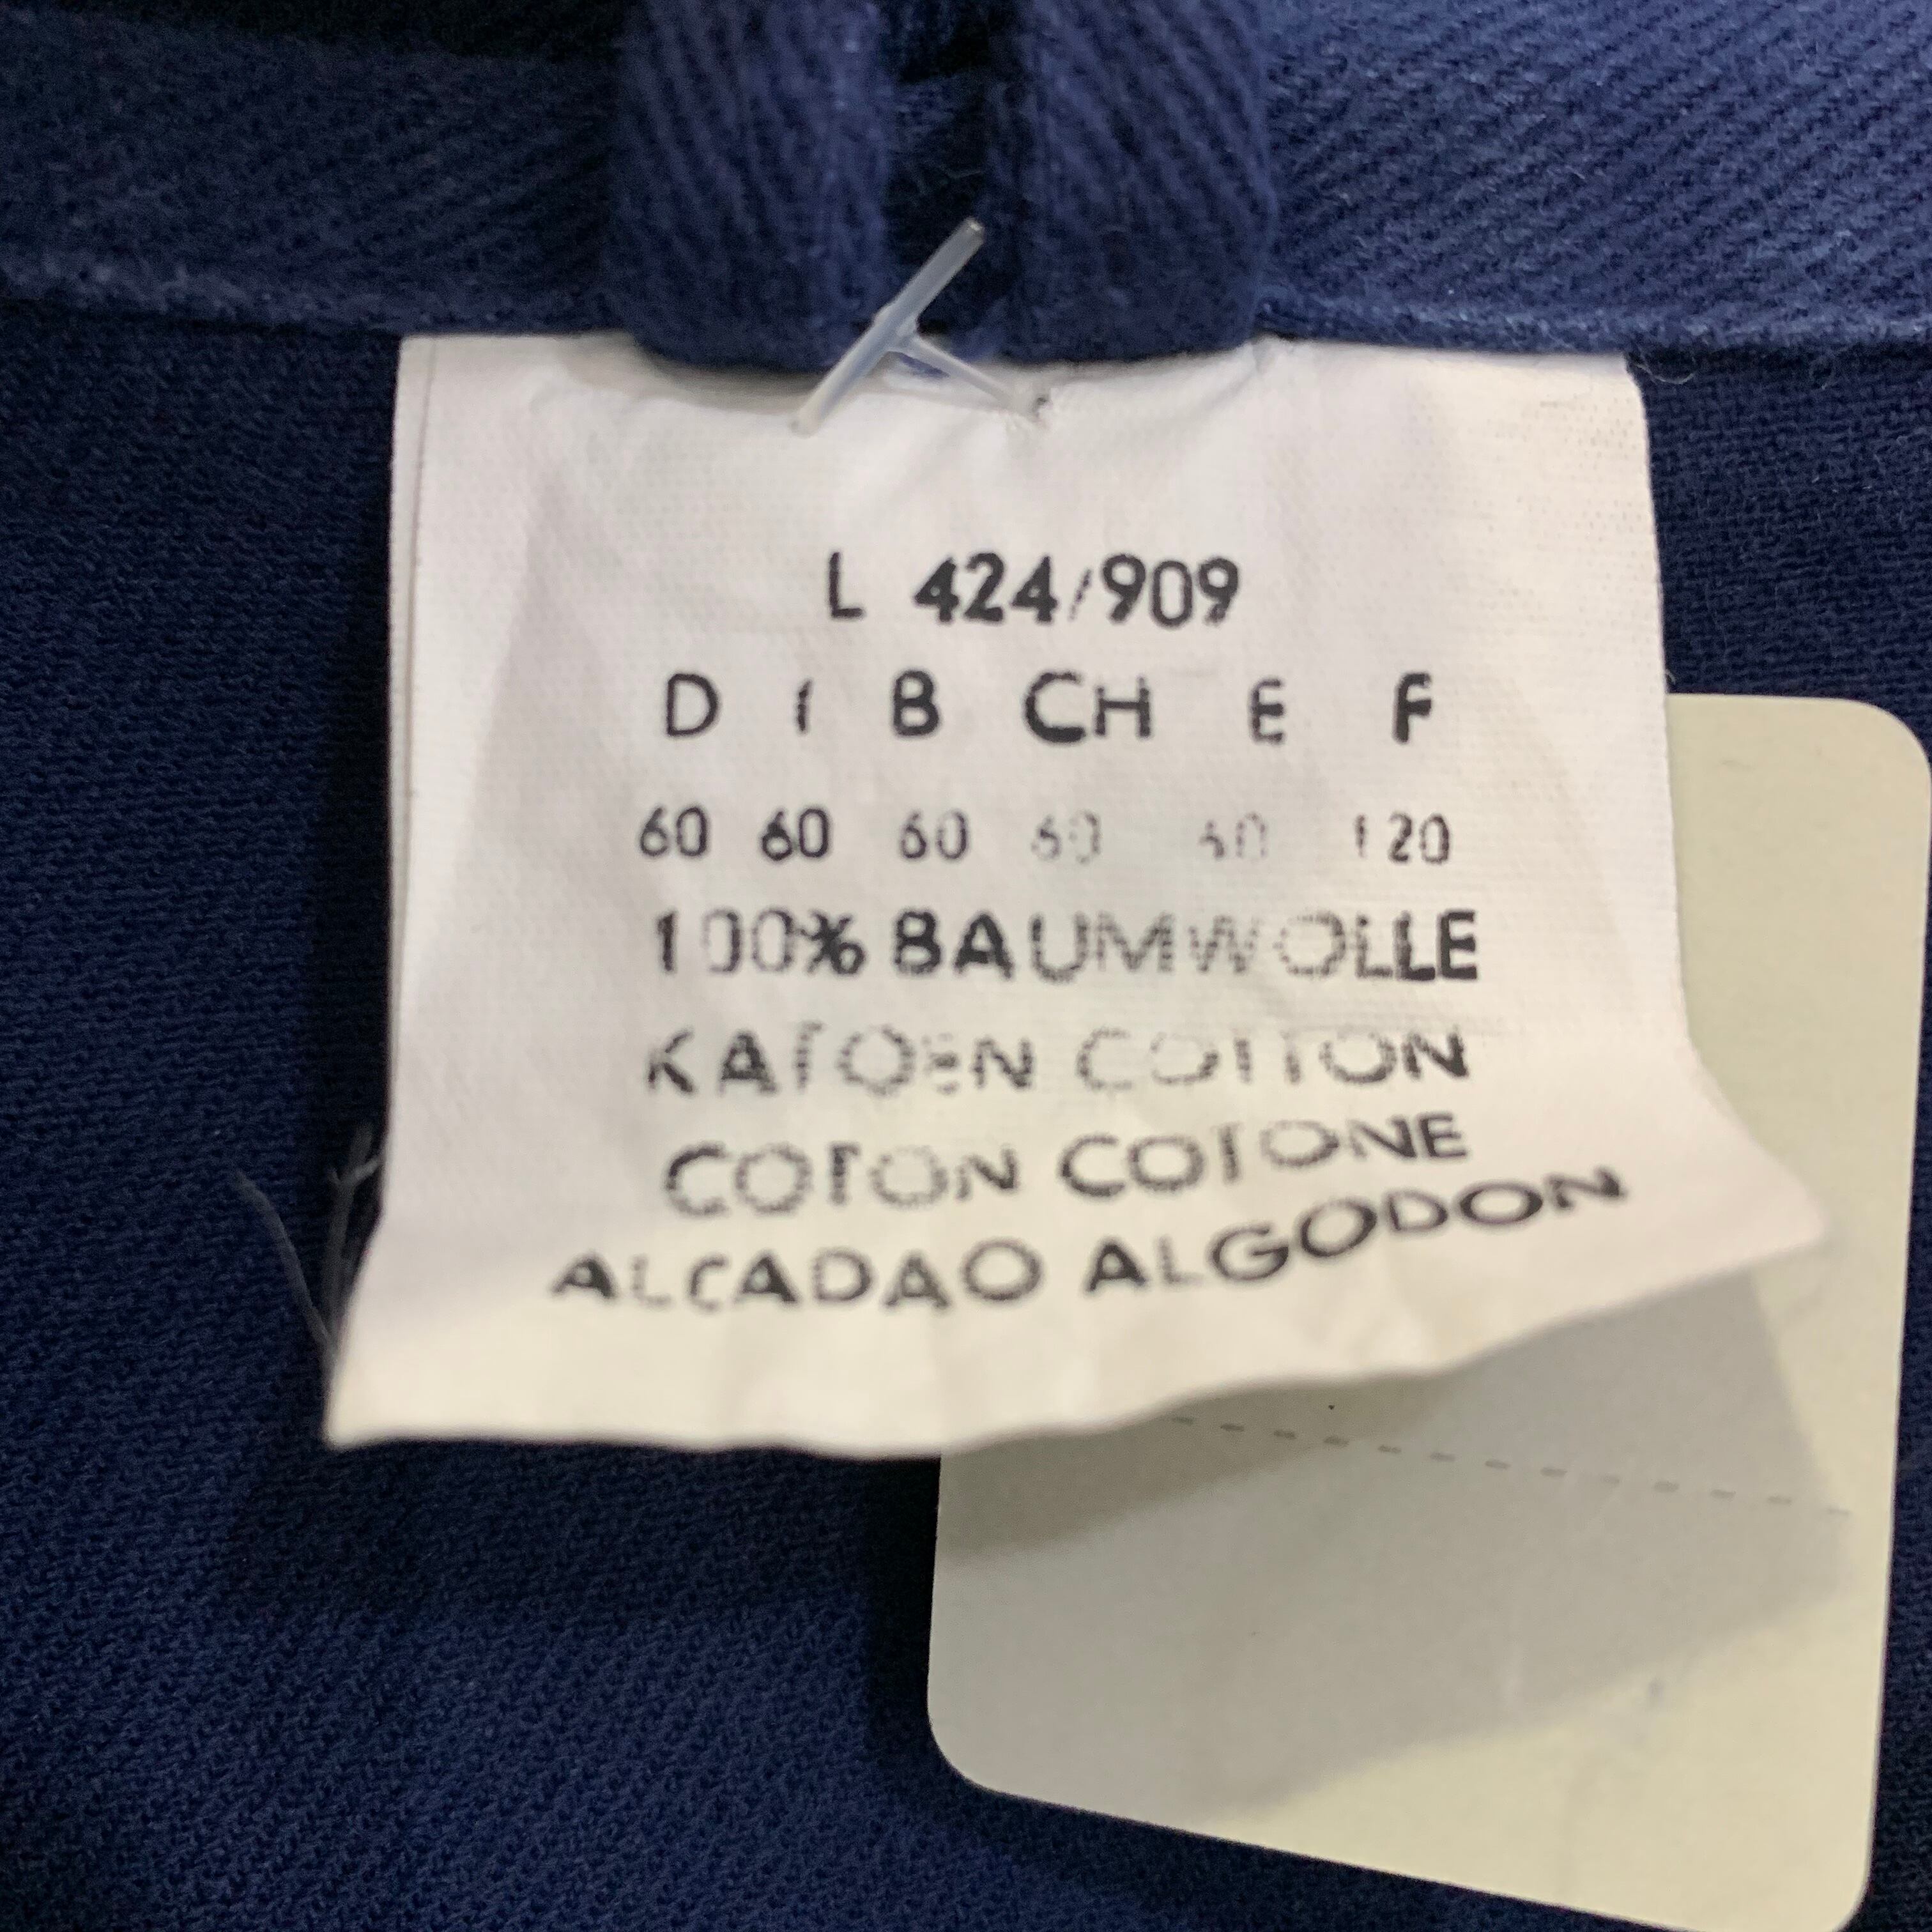 L 424/909
D I B CH E F
60 60 60 60 60 120
100% BAUMWOLLE
KATOEN COTTON
COTON COTONE
ALCADAO ALGODON